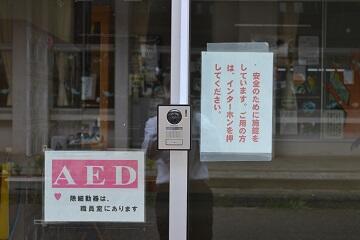 安全のために施錠を
しています。ご用の方
は、インターホンを押
してください。
AED
除細動器は、
職員室にあります